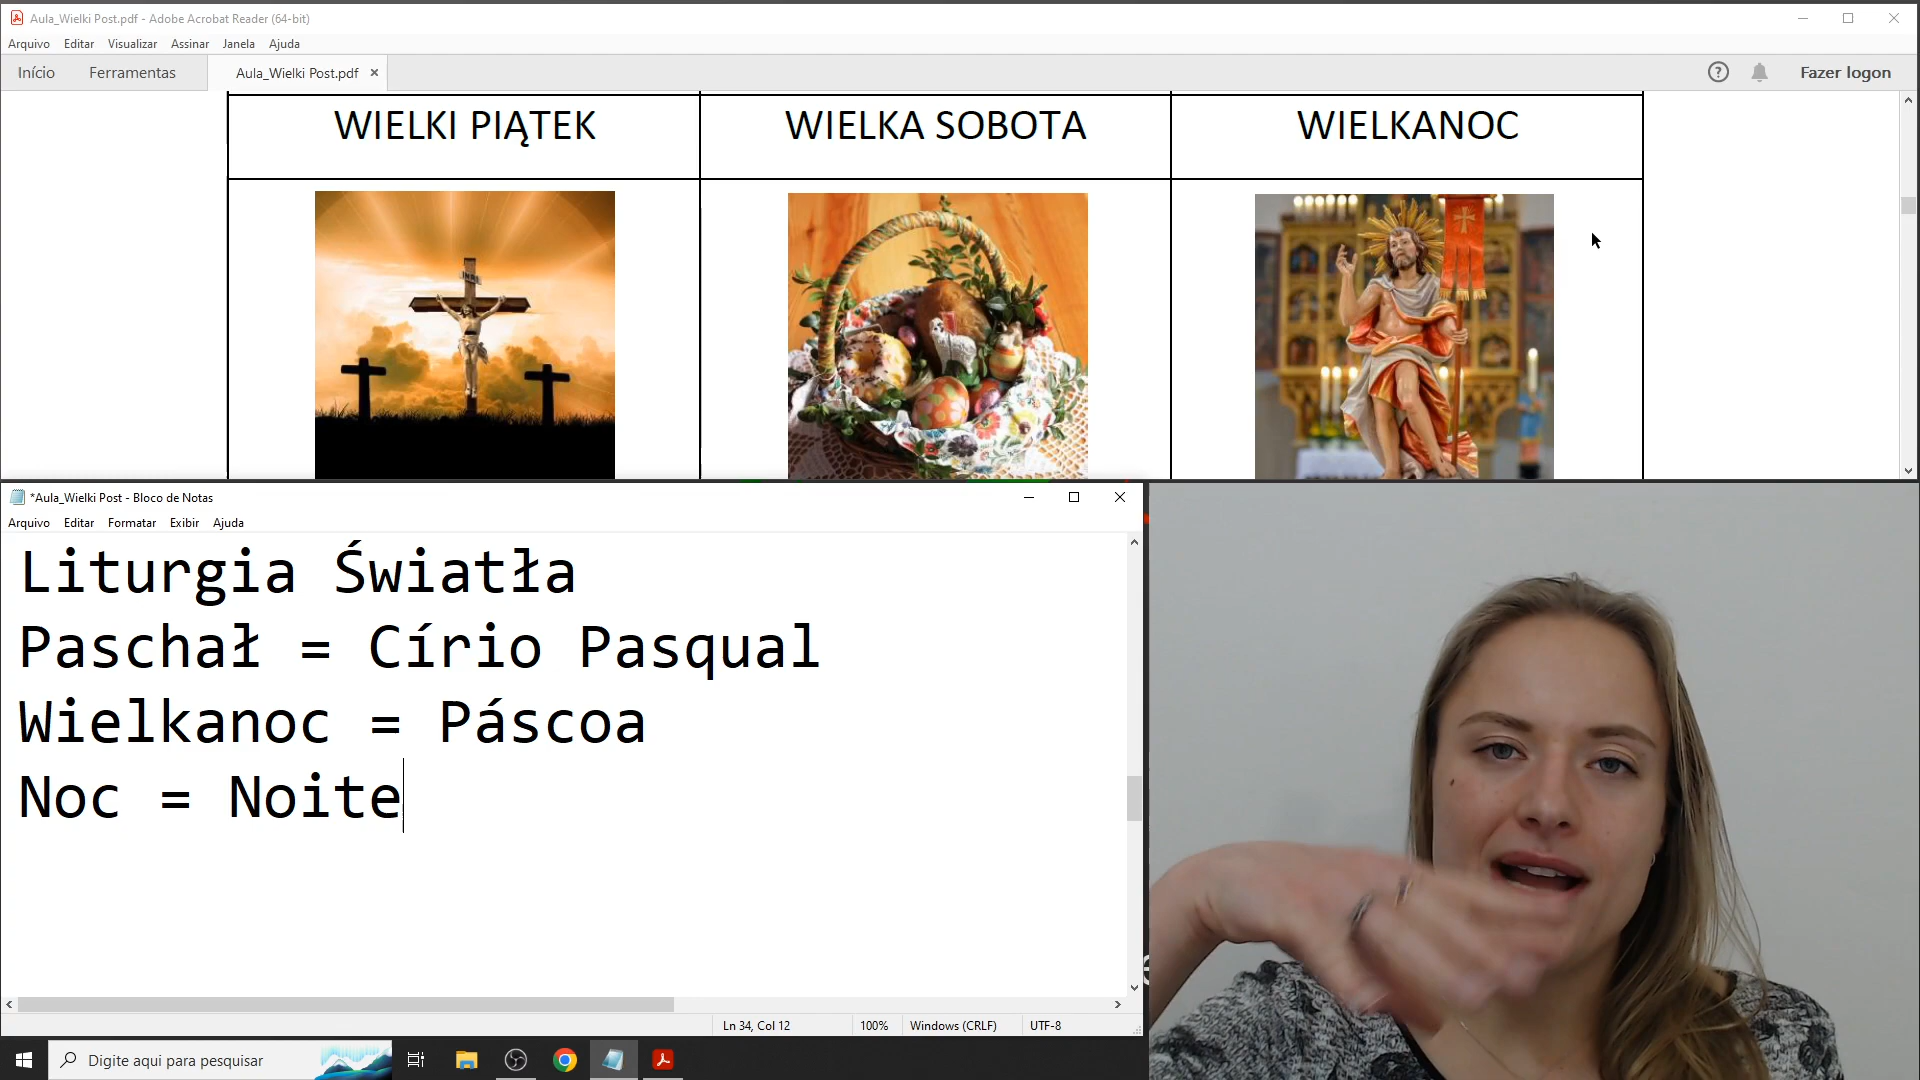 Aula_Wielki Post.pdf - Adobe Acrobat Reader (64-bit)
Arquivo Editar Visualizar Assinar Janela Ajuda
Início Ferramentas Aula_Wielki Post.pdf Fazer logon
WIELKI PIĄTEK WIELKA SOBOTA WIELKANOC
INRI
*Aula_Wielki Post - Bloco de Notas
Arquivo Editar Formatar Exibir Ajuda
Liturgia Światła
Paschał = Círio Pasqual
Wielkanoc = Páscoa
Noc = Noite
Ln 34, Col 12 100% Windows (CRLF) UTF-8
Digite aqui para pesquisar